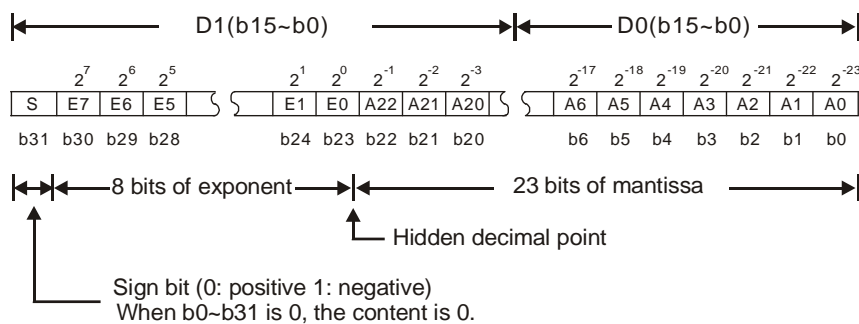 D1(b15~b0) D0(b15~b0)
2^7 2^6 2^5 2^1 2^0 2^-1 2^-2 2^-3 2^-17 2^-18 2^-19 2^-20 2^-21 2^-22 2^-23
S E7 E6 E5 E1 E0 A22 A21 A20 A6 A5 A4 A3 A2 A1 A0
b31 b30 b29 b28 b24 b23 b22 b21 b20 b6 b5 b4 b3 b2 b1 b0
8 bits of exponent 23 bits of mantissa
Hidden decimal point
Sign bit (0: positive 1: negative)
When b0~b31 is 0, the content is 0.